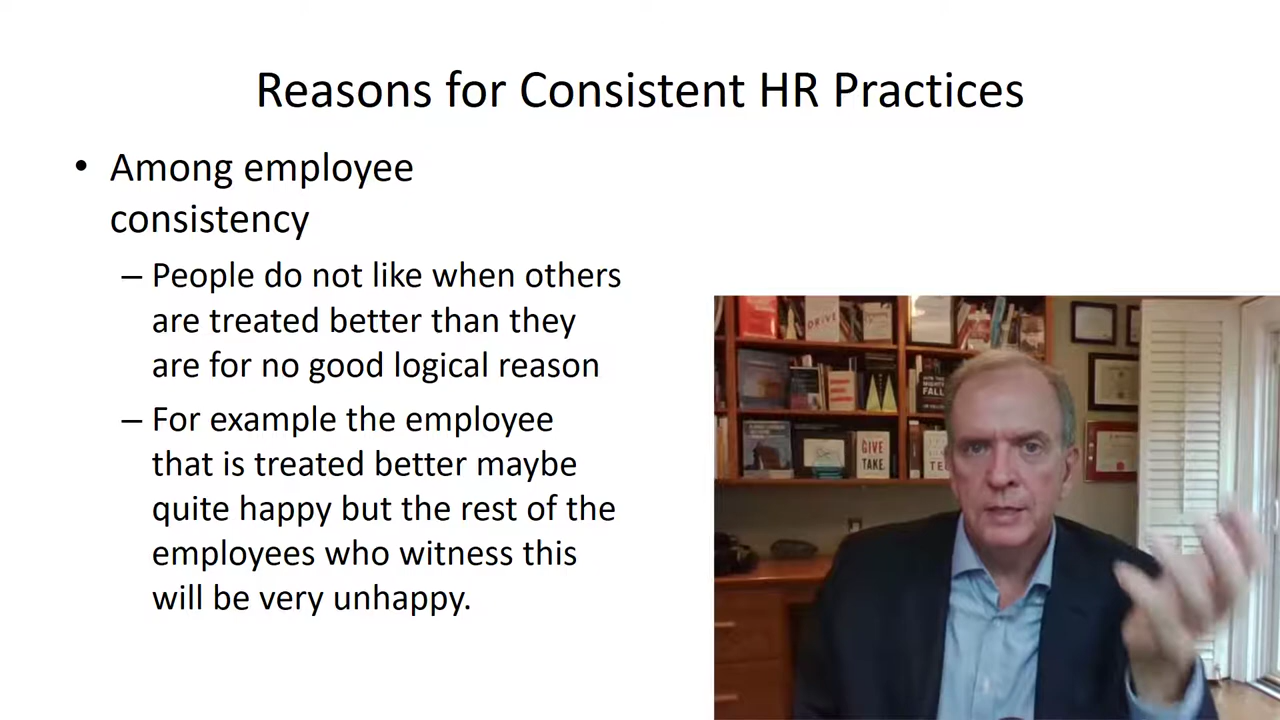 Reasons for Consistent HR Practices
• Among employee
consistency
– People do not like when others
are treated better than they
are for no good logical reason
– For example the employee
that is treated better maybe
quite happy but the rest of the
employees who witness this
will be very unhappy.
DRiVE
FALL
GIVE
TAKE.